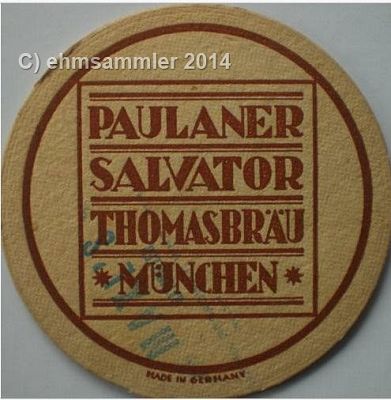 C) ehmsammler 2014
PAULANER
SALVATOR
THOMASBRÄU
* MÜNCHEN *
MADE IN GERMANY